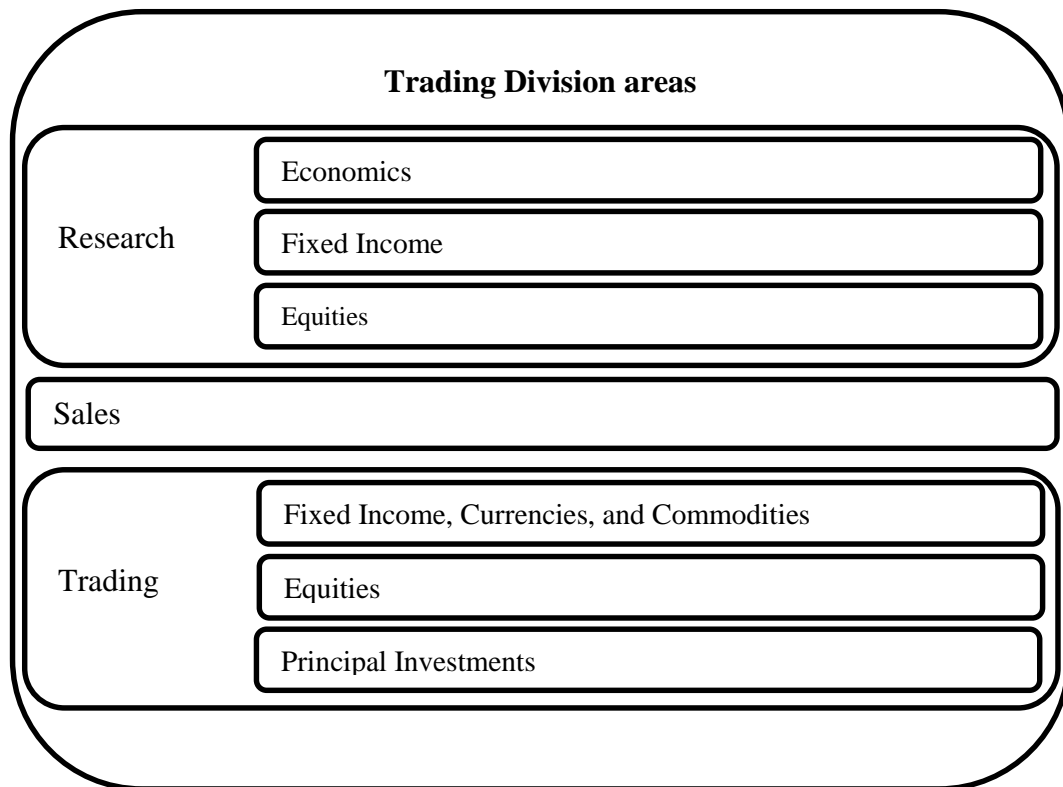 Trading Division areas
Research
Economics
Fixed Income
Equities
Sales
Trading
Fixed Income, Currencies, and Commodities
Equities
Principal Investments